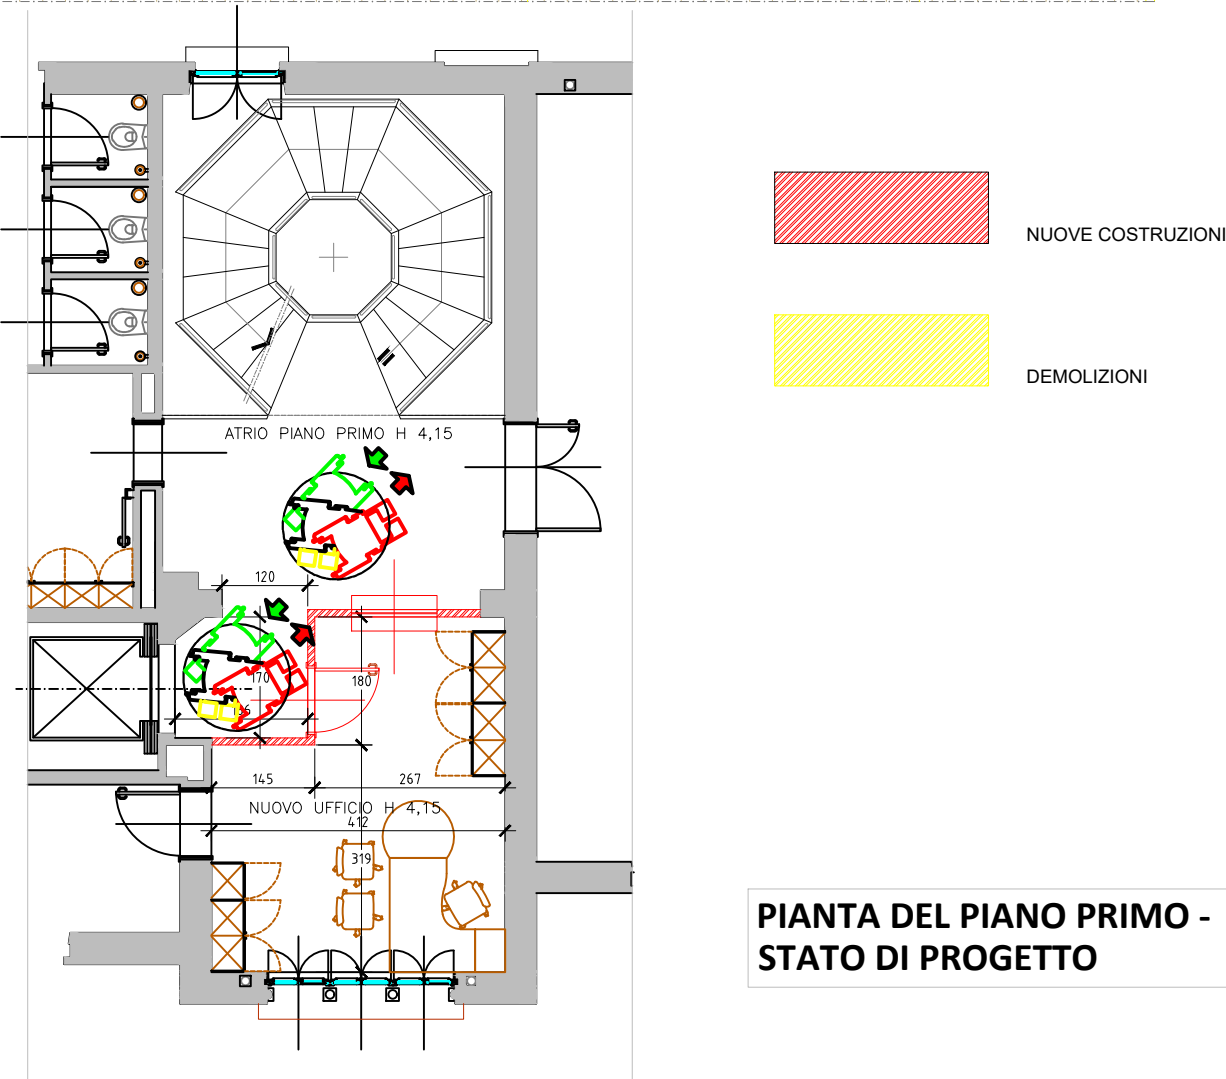 NUOVE COSTRUZIONI
DEMOLIZIONI
ATRIO PIANO PRIMO H 4,15
120
170
180
145
267
NUOVO UFFICIO H 4,15
412
319
PIANTA DEL PIANO PRIMO -
STATO DI PROGETTO